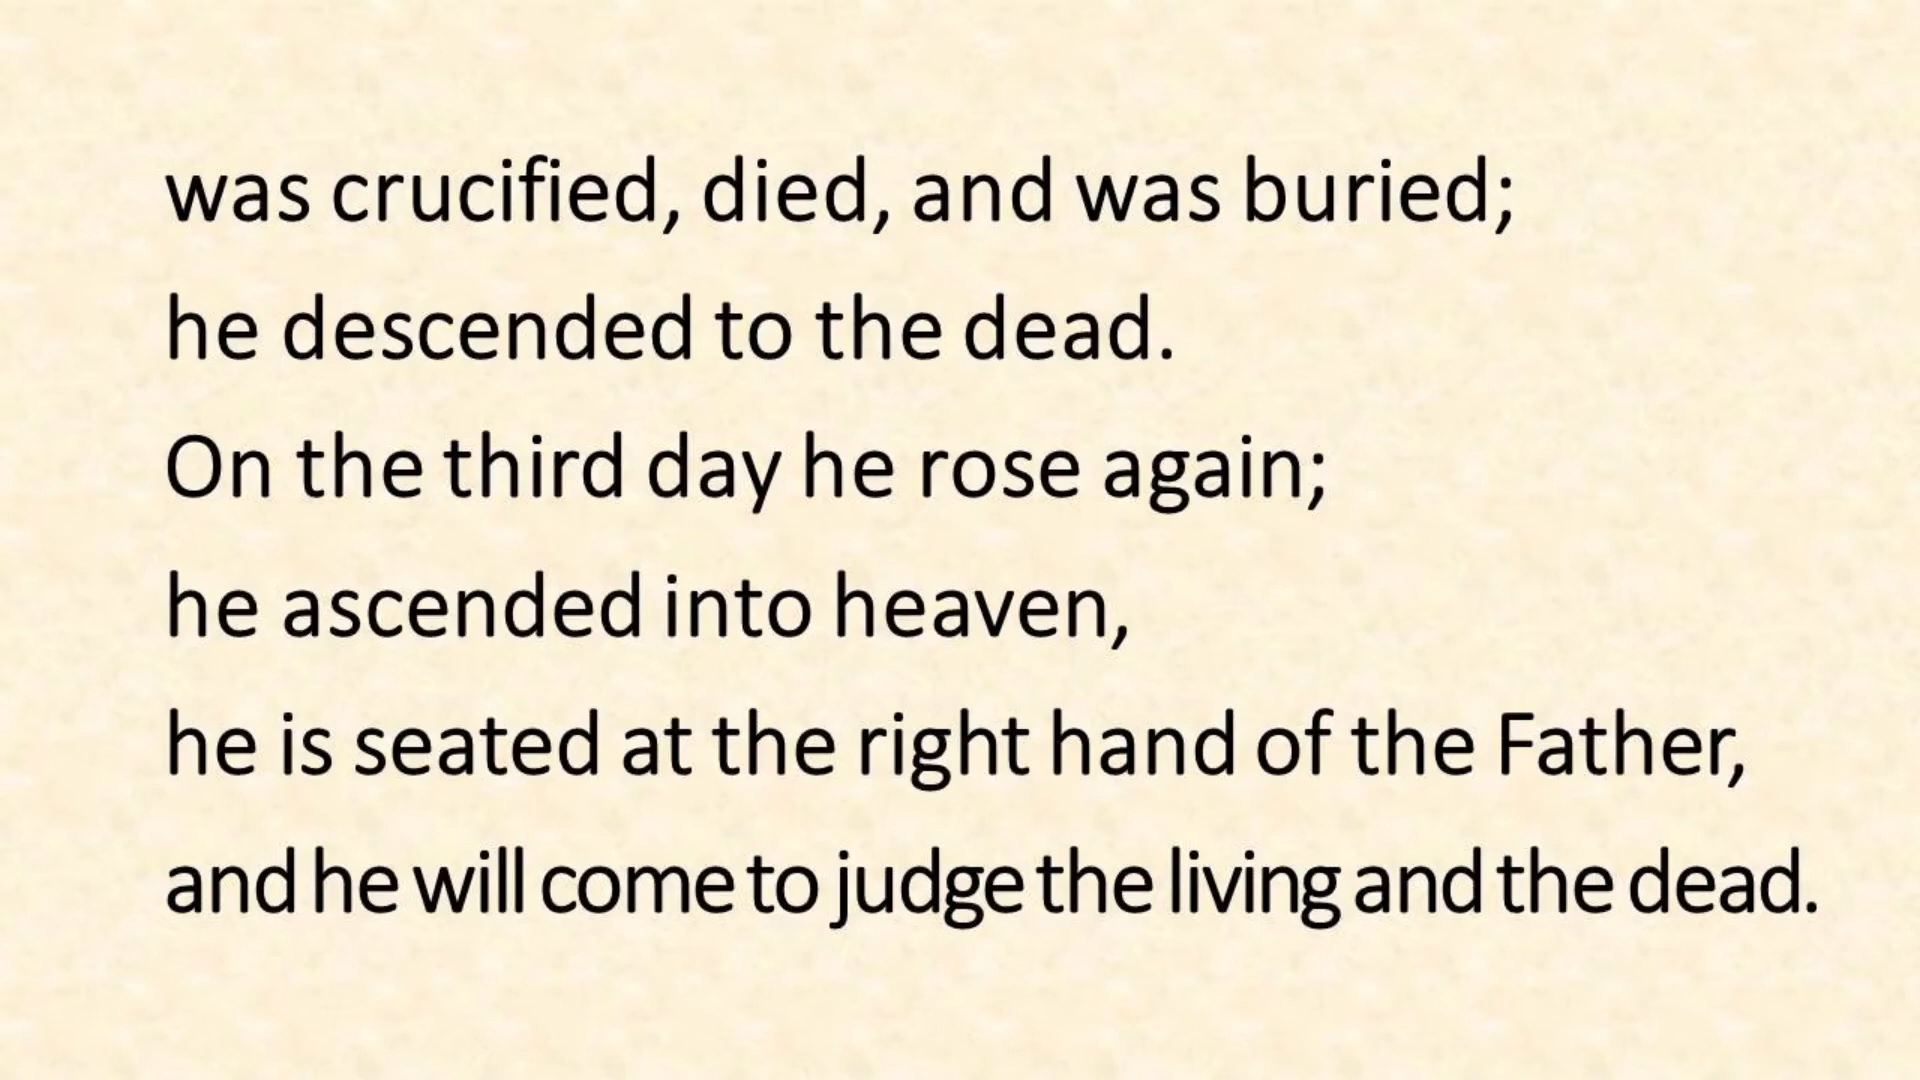 was crucified, died, and was buried;
he descended to the dead.
On the third day he rose again;
he ascended into heaven,
he is seated at the right hand of the Father,
and he will come to judge the living and the dead.